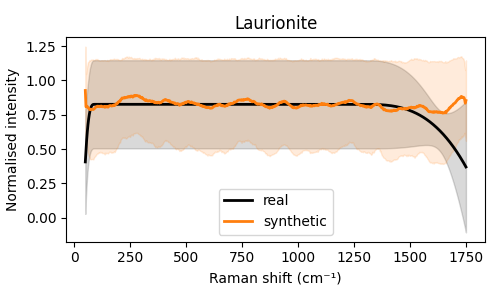 Laurionite
Normalised intensity
1.25
1.00
0.75
0.50
0.25
0.00
real
synthetic
0 250 500 750 1000 1250 1500 1750
Raman shift (cm⁻¹)